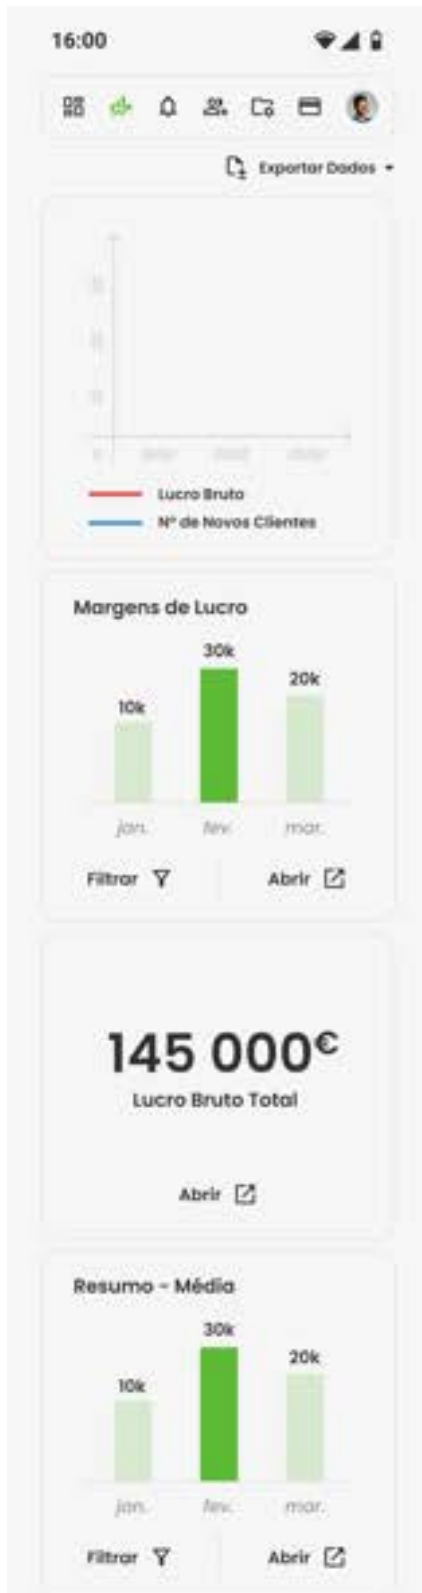 16:00
Exportar Dados
Lucro Bruto
Nº de Novos Clientes
Margens de Lucro
30k
20k
10k
jan. fev. mar.
Filtrar Abrir
145 000€
Lucro Bruto Total
Abrir
Resumo - Média
30k
20k
10k
jan. fev. mar.
Filtrar Abrir